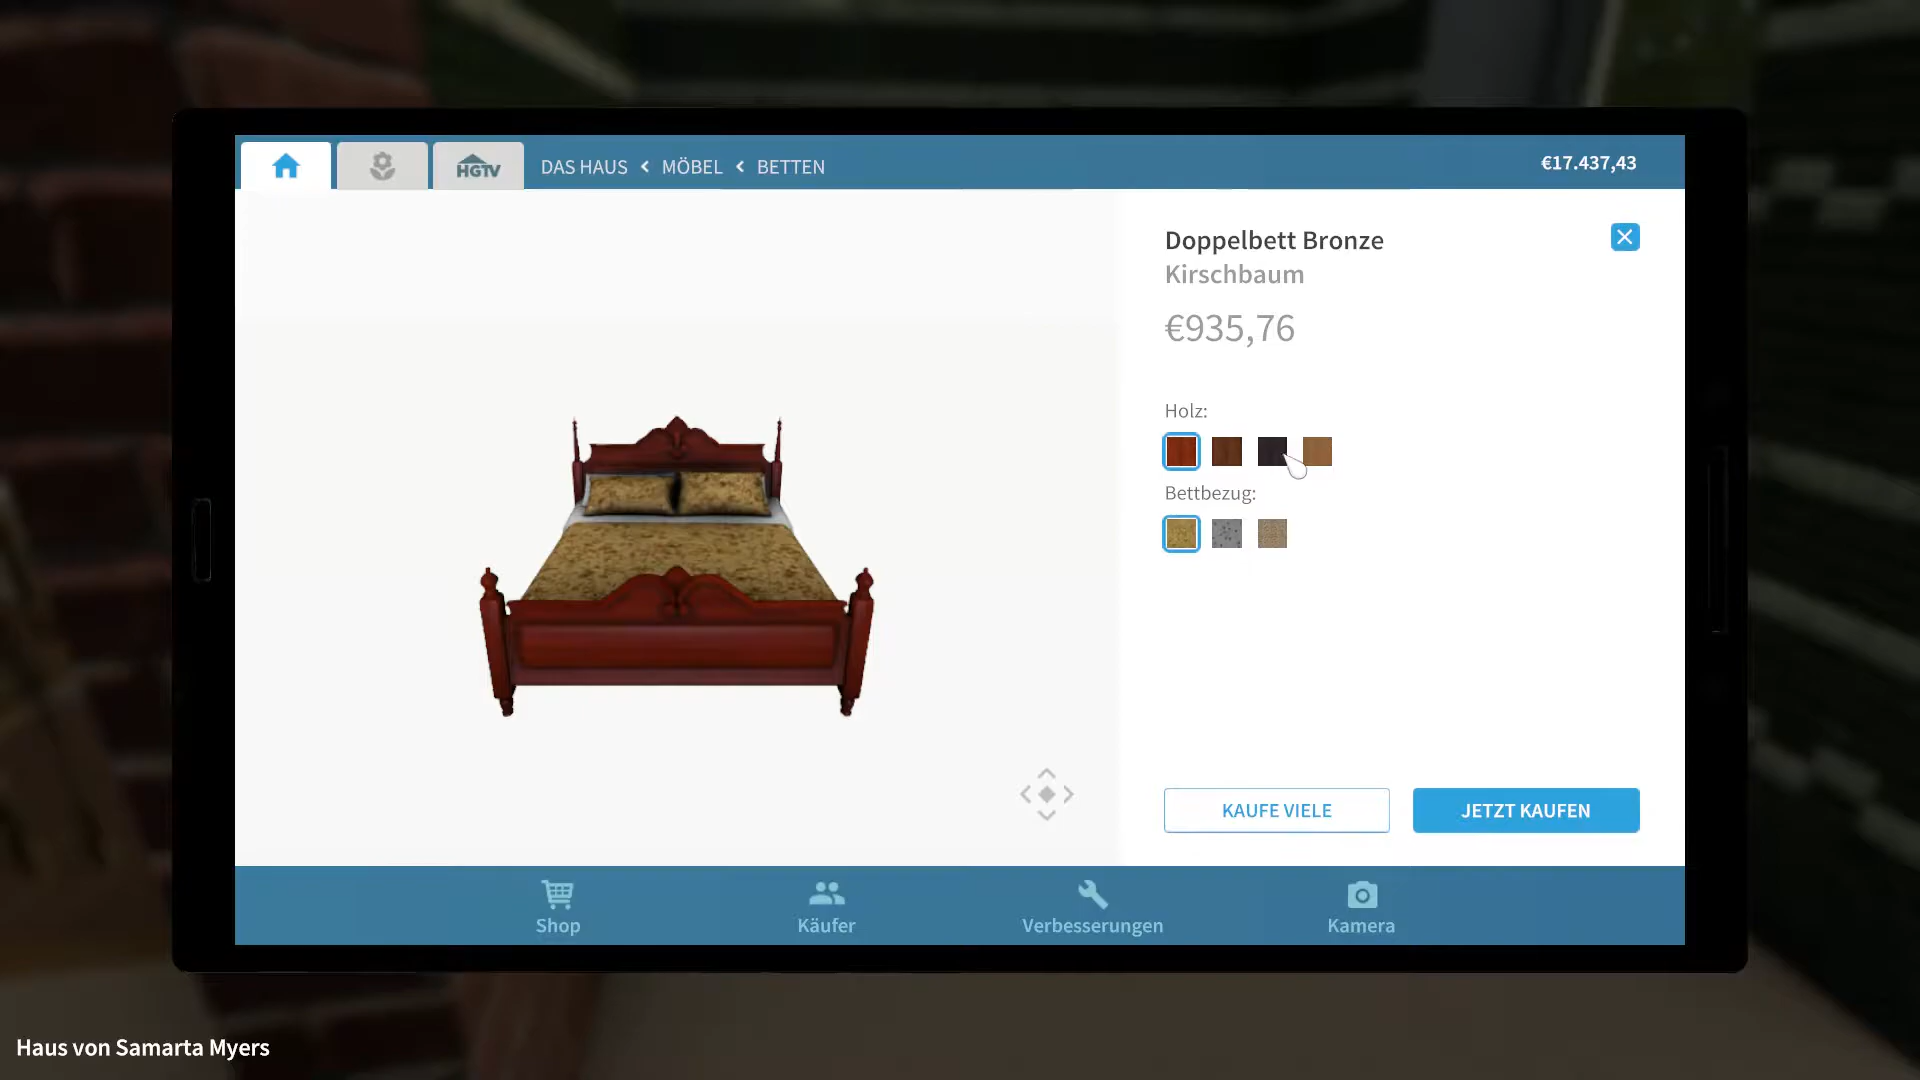 HGTV
DAS HAUS < MÖBEL < BETTEN
€17.437,43
Doppelbett Bronze
Kirschbaum
€935,76
Holz:
Bettbezug:
KAUFE VIELE
JETZT KAUFEN
Shop
Käufer
Verbesserungen
Kamera
Haus von Samarta Myers